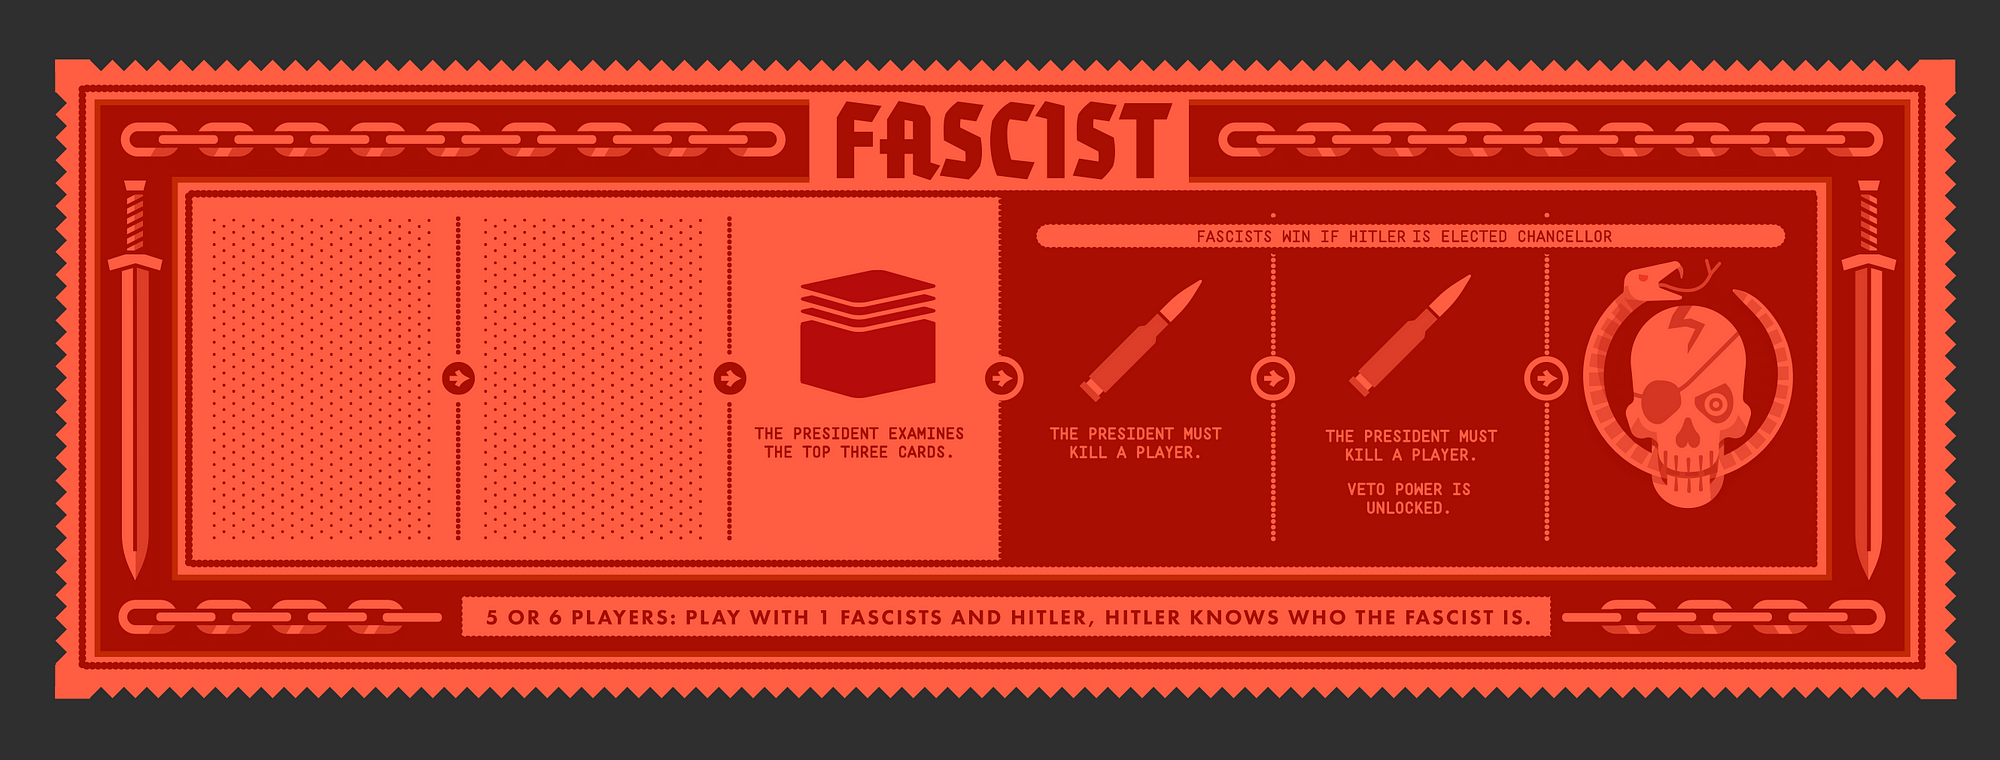 FASCIST
FASCISTS WIN IF HITLER IS ELECTED CHANCELLOR
THE PRESIDENT EXAMINES
THE TOP THREE CARDS.
THE PRESIDENT MUST
KILL A PLAYER.
THE PRESIDENT MUST
KILL A PLAYER.
VETO POWER IS
UNLOCKED.
5 OR 6 PLAYERS: PLAY WITH 1 FASCISTS AND HITLER, HITLER KNOWS WHO THE FASCIST IS.